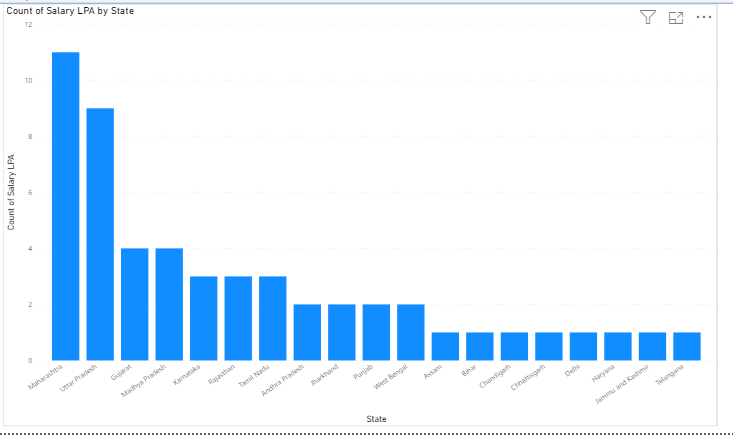 Count of Salary LPA by State
12
10
8
6
4
2
0
Count of Salary LPA
Maharashtra
Uttar Pradesh
Gujarat
Madhya Pradesh
Karnataka
Rajasthan
Tamil Nadu
Andhra Pradesh
Jharkhand
Punjab
West Bengal
Assam
Bihar
Chandigarh
Chhattisgarh
Delhi
Haryana
Jammu and Kashmir
Telangana
State